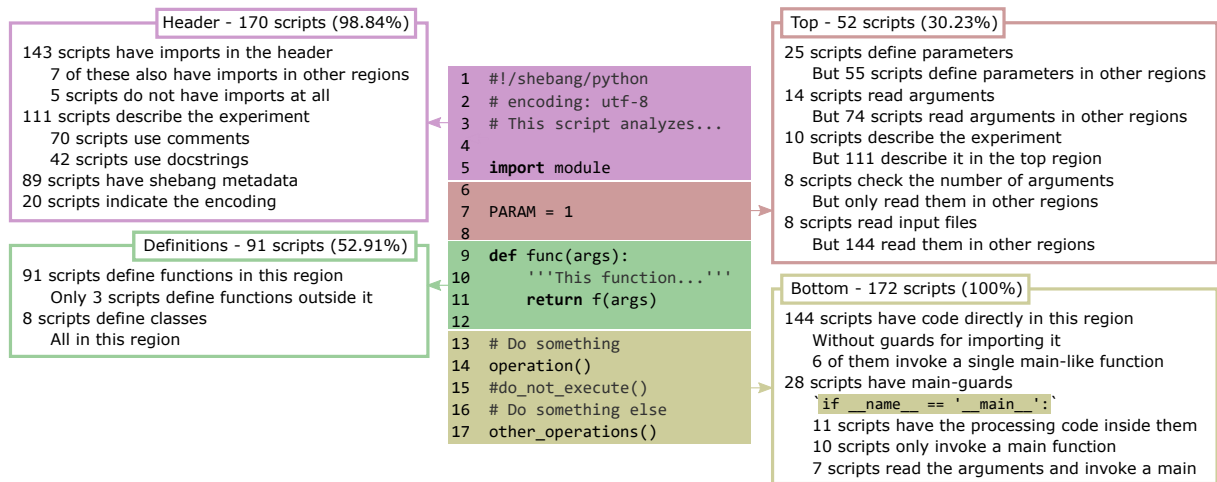 Header - 170 scripts (98.84%)
143 scripts have imports in the header
7 of these also have imports in other regions
5 scripts do not have imports at all
111 scripts describe the experiment
70 scripts use comments
42 scripts use docstrings
89 scripts have shebang metadata
20 scripts indicate the encoding
Definitions - 91 scripts (52.91%)
91 scripts define functions in this region
Only 3 scripts define functions outside it
8 scripts define classes
All in this region
1 #!/shebang/python
2 # encoding: utf-8
3 # This script analyzes...
4
5 import module
6
7 PARAM = 1
8
9 def func(args):
10 '''This function...'''
11 return f(args)
12
13 # Do something
14 operation()
15 #do_not_execute()
16 # Do something else
17 other_operations()
Top - 52 scripts (30.23%)
25 scripts define parameters
But 55 scripts define parameters in other regions
14 scripts read arguments
But 74 scripts read arguments in other regions
10 scripts describe the experiment
But 111 describe it in the top region
8 scripts check the number of arguments
But only read them in other regions
8 scripts read input files
But 144 read them in other regions
Bottom - 172 scripts (100%)
144 scripts have code directly in this region
Without guards for importing it
6 of them invoke a single main-like function
28 scripts have main-guards
`if __name__ == '__main__':`
11 scripts have the processing code inside them
10 scripts only invoke a main function
7 scripts read the arguments and invoke a main